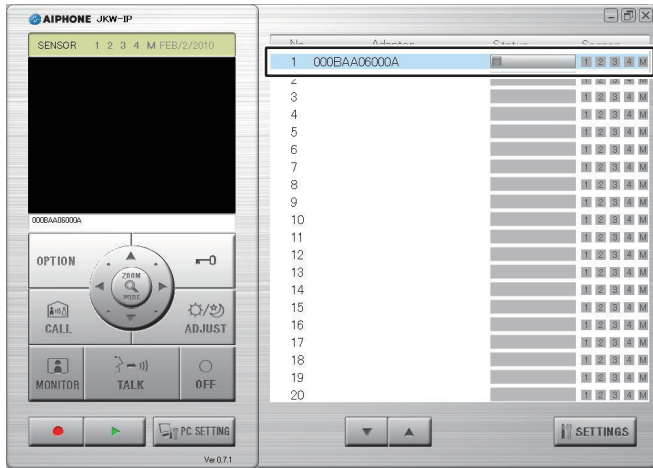 AIPHONE JKW-IP
SENSOR 1 2 3 4 M FEB/2/2010
000BAA06000A
OPTION
ZOOM
WIDE
CALL
ADJUST
MONITOR
TALK
OFF
PC SETTING
Ver 0.7.1
No. Adapter Status Sensor
1 000BAA06000A 1 2 3 4 M
2 1 2 3 4 M
3 1 2 3 4 M
4 1 2 3 4 M
5 1 2 3 4 M
6 1 2 3 4 M
7 1 2 3 4 M
8 1 2 3 4 M
9 1 2 3 4 M
10 1 2 3 4 M
11 1 2 3 4 M
12 1 2 3 4 M
13 1 2 3 4 M
14 1 2 3 4 M
15 1 2 3 4 M
16 1 2 3 4 M
17 1 2 3 4 M
18 1 2 3 4 M
19 1 2 3 4 M
20 1 2 3 4 M
SETTINGS